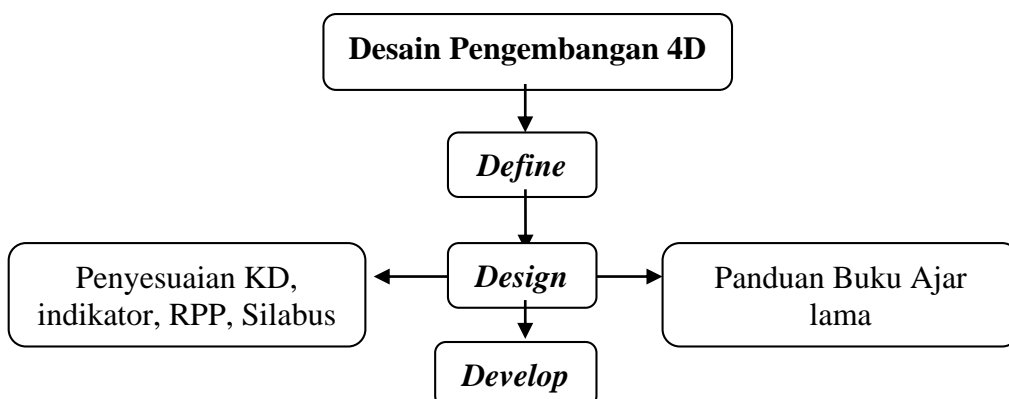 Desain Pengembangan 4D
Define
Penyesuaian KD,
indikator, RPP, Silabus
Design
Panduan Buku Ajar
lama
Develop